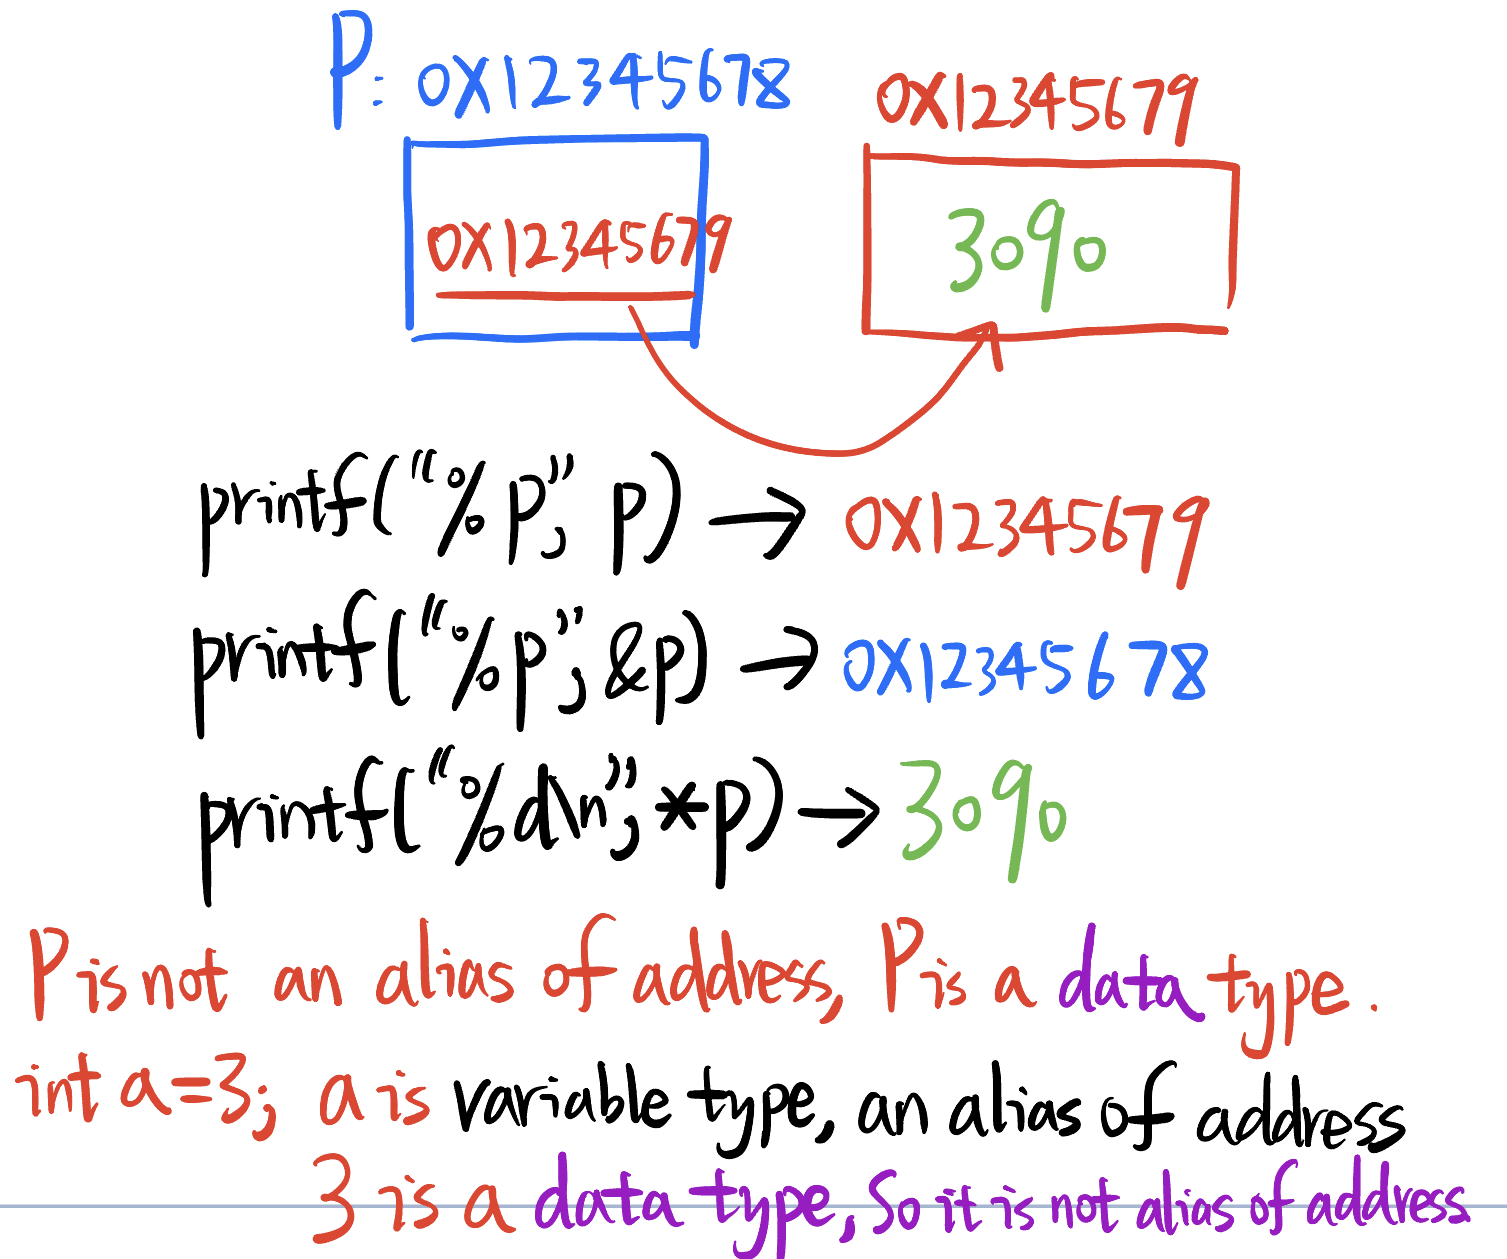 P: 0X12345678
0X12345679
0X12345679
3090
printf("%p", p) → 0X12345679
printf("%p", &p) → 0X12345678
printf("%d\n", *p) → 3090
P is not an alias of address, P is a data type.
int a=3; a is variable type, an alias of address
3 is a data type, So it is not alias of address